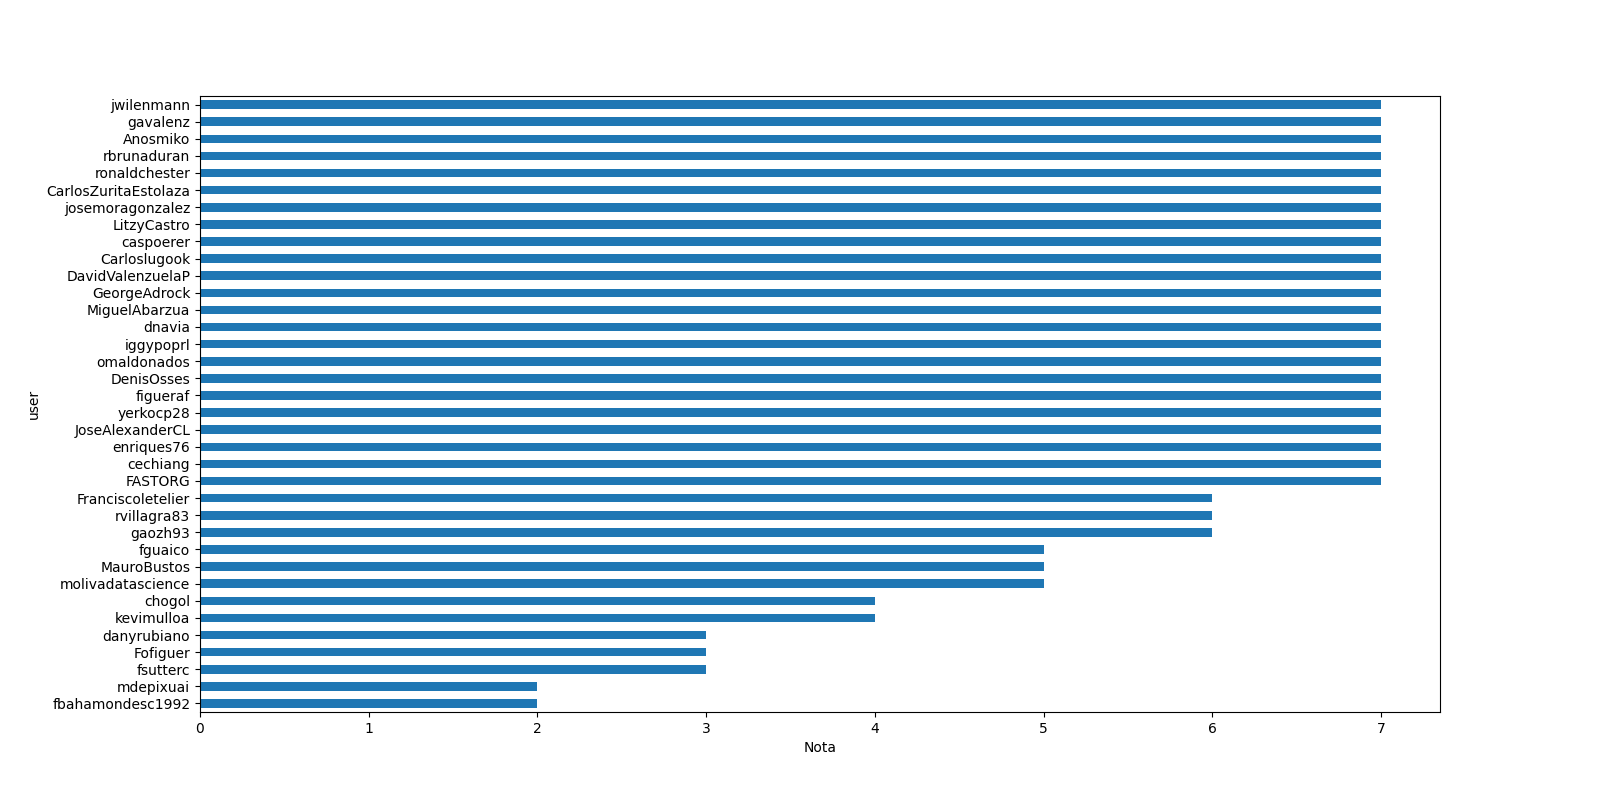 jwilenmann
gavalenz
Anosmiko
rbrunaduran
ronaldchester
CarlosZuritaEstolaza
josemoragonzalez
LitzyCastro
caspoerer
Carloslugook
DavidValenzuelaP
GeorgeAdrock
MiguelAbarzua
dnavia
iggypoprl
omaldonados
DenisOsses
figueraf
yerkocp28
JoseAlexanderCL
enriques76
cechiang
FASTORG
Franciscoletelier
rvillagra83
gaozh93
fguaico
MauroBustos
molivadatascience
chogol
kevimulloa
danyrubiano
Fofiguer
fsutterc
mdepixuai
fbahamondesc1992
user
0 1 2 3 4 5 6 7
Nota